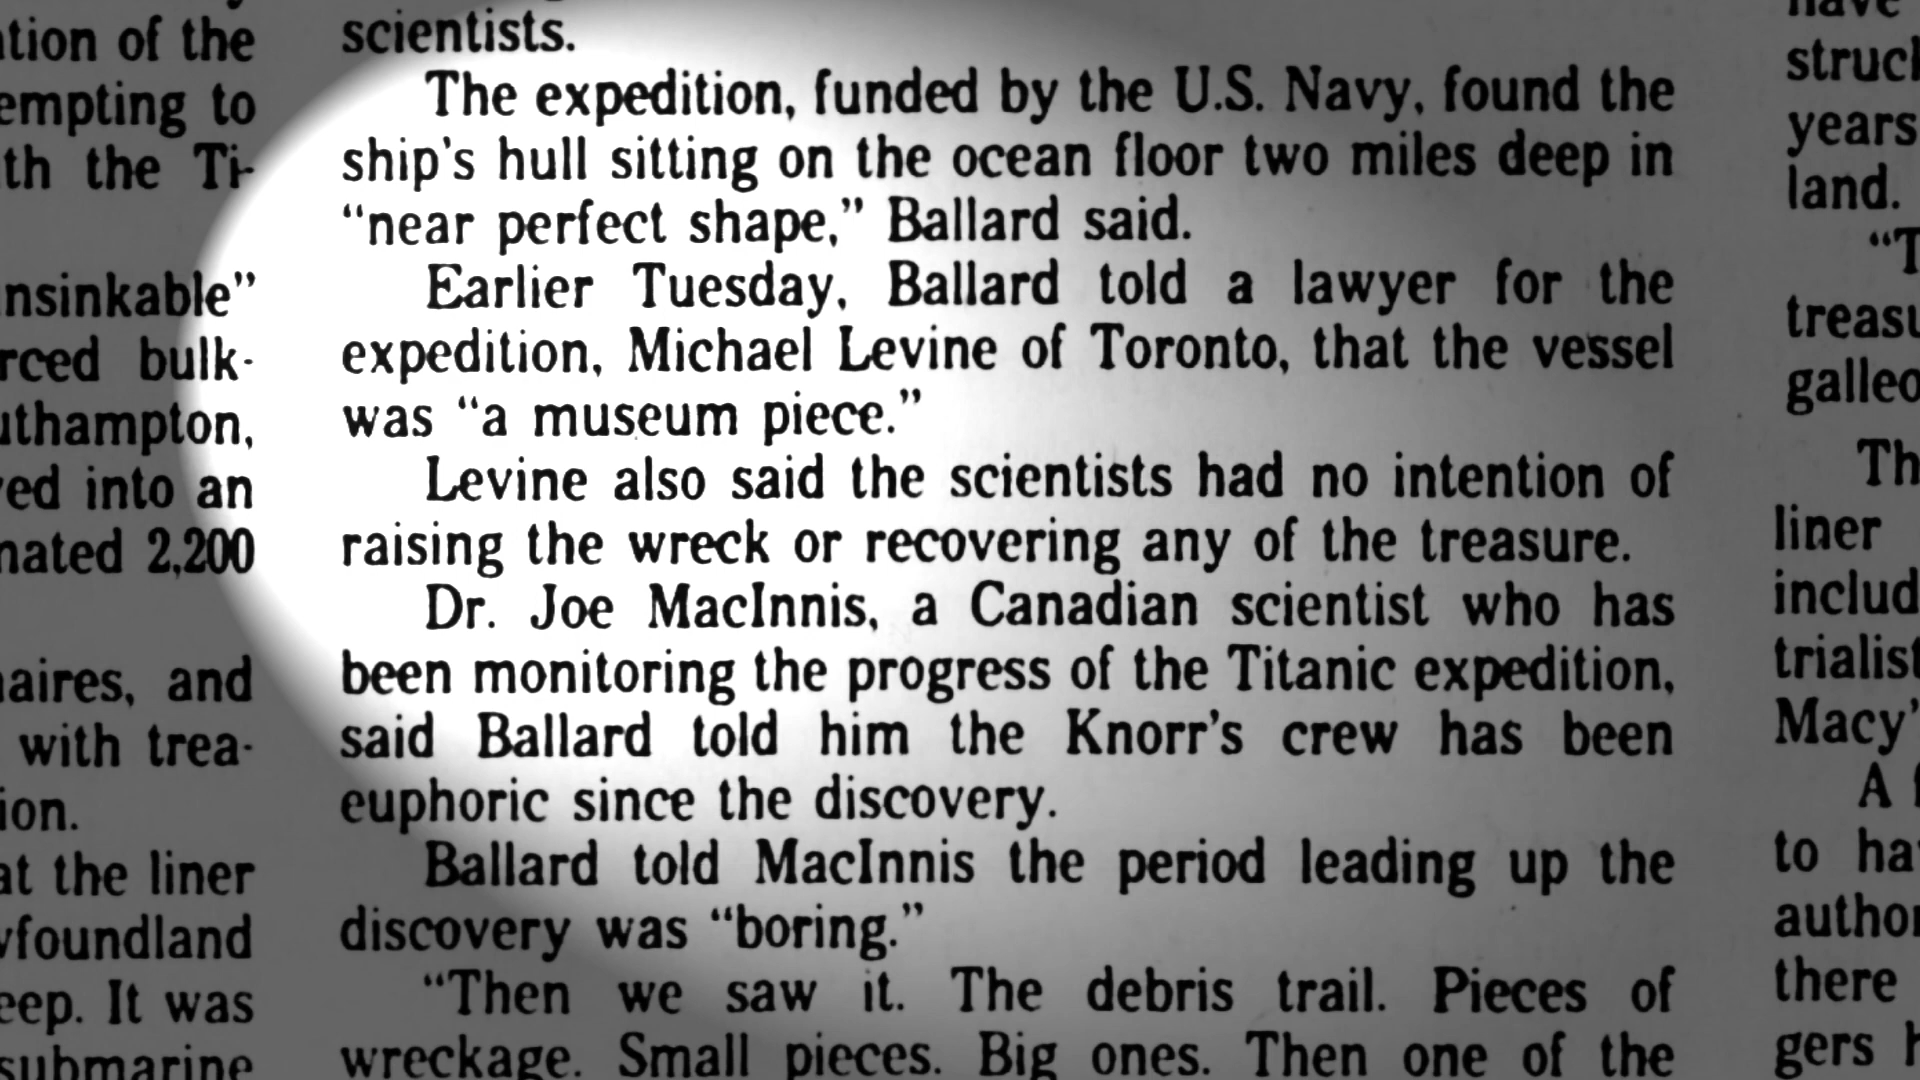 ation of the
empting to
th the Ti-
nsinkable"
rced bulk-
uthampton,
ed into an
mated 2,200
aires, and
with trea-
ion.
at the liner
wfoundland
eep. It was
submarine
scientists.
The expedition, funded by the U.S. Navy, found the
ship's hull sitting on the ocean floor two miles deep in
"near perfect shape," Ballard said.
Earlier Tuesday, Ballard told a lawyer for the
expedition, Michael Levine of Toronto, that the vessel
was "a museum piece."
Levine also said the scientists had no intention of
raising the wreck or recovering any of the treasure.
Dr. Joe MacInnis, a Canadian scientist who has
been monitoring the progress of the Titanic expedition,
said Ballard told him the Knorr's crew has been
euphoric since the discovery.
Ballard told MacInnis the period leading up the
discovery was "boring."
"Then we saw it. The debris trail. Pieces of
wreckage. Small pieces. Big ones. Then one of the
have
struck
years
land.
"T
treasu
galleo
Th
liner
includ
trialist
Macy'
A f
to ha
author
there
gers h